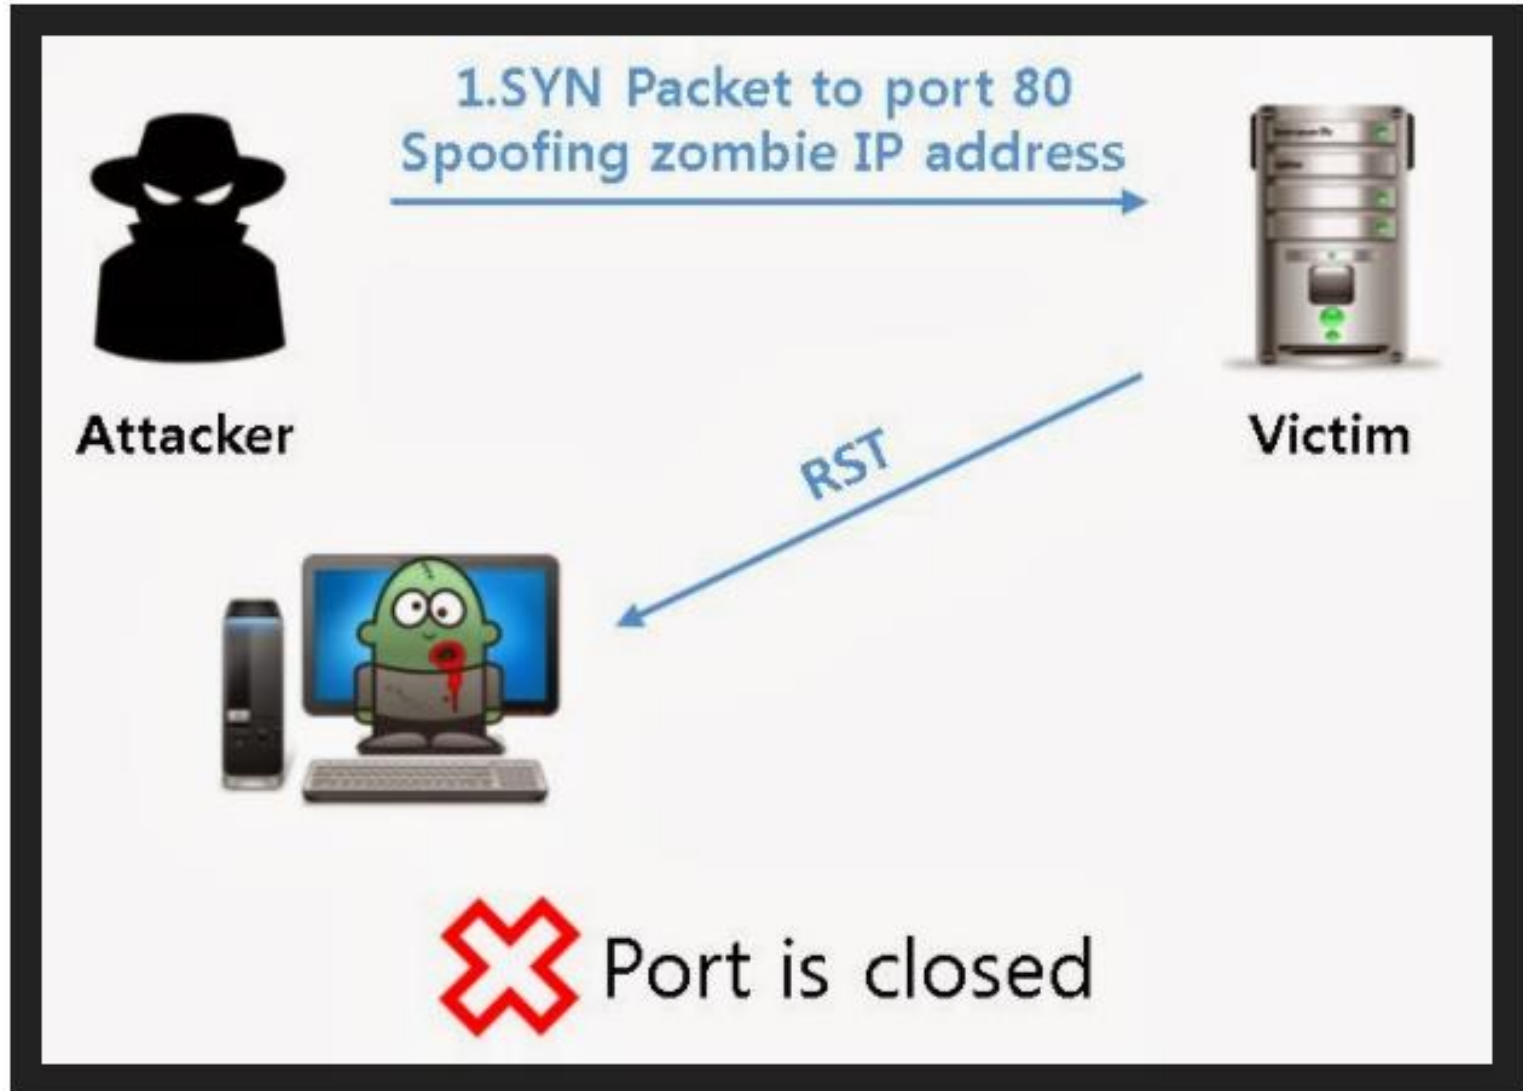 1.SYN Packet to port 80
Spoofing zombie IP address
Attacker
Victim
RST
Port is closed